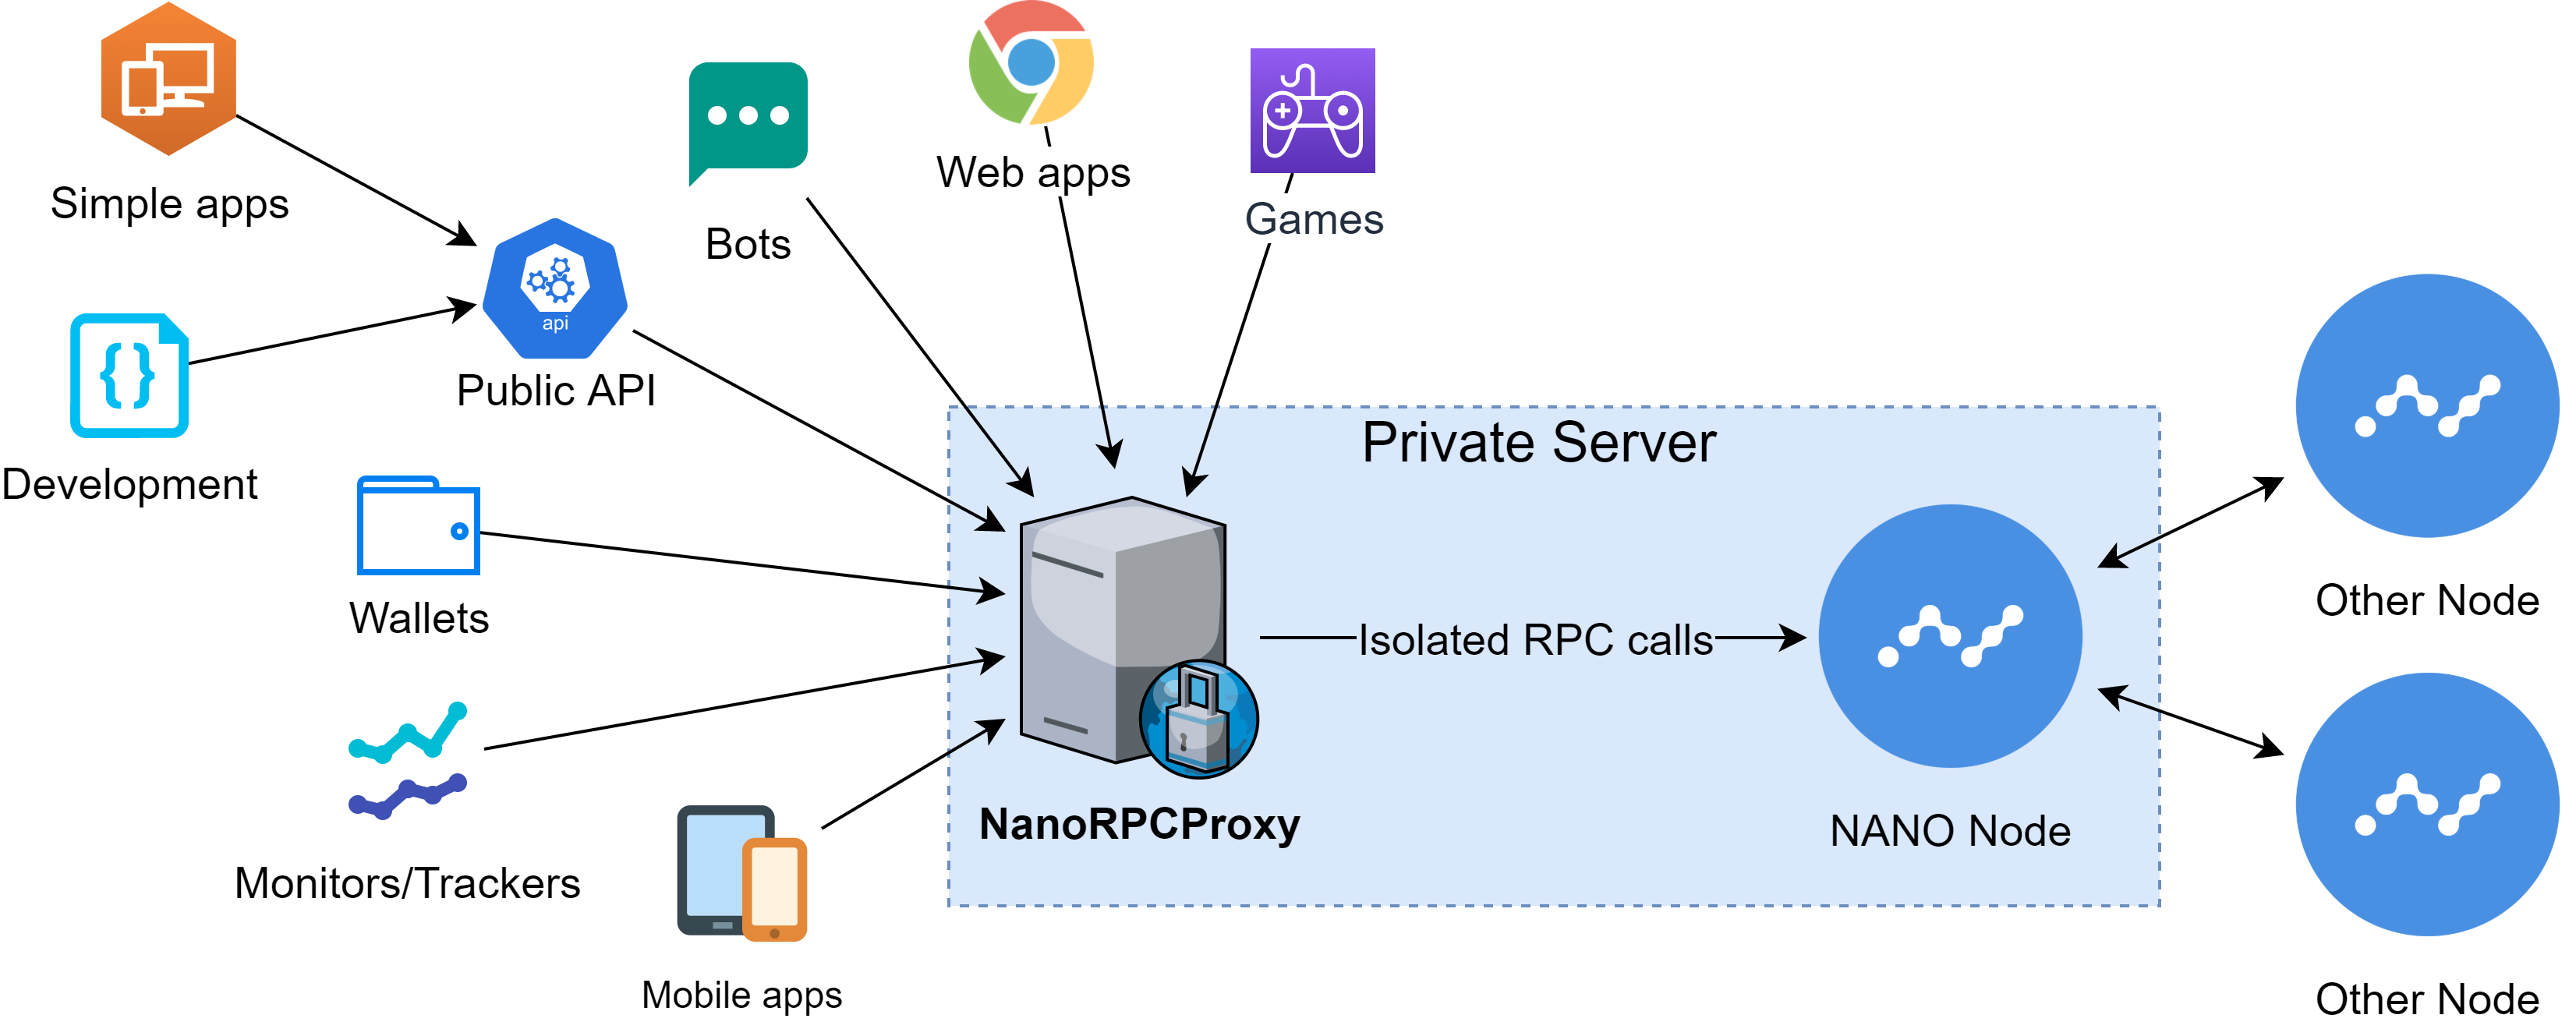 Simple apps
Bots
Web apps
Games
api
Public API
Development
Private Server
Wallets
Isolated RPC calls
Other Node
NanoRPCProxy
NANO Node
Monitors/Trackers
Mobile apps
Other Node